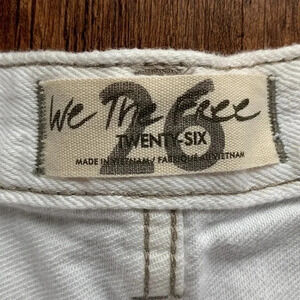 We The Free
26
TWENTY-SIX
MADE IN VIETNAM / FABRIQUÉ AU VIETNAM